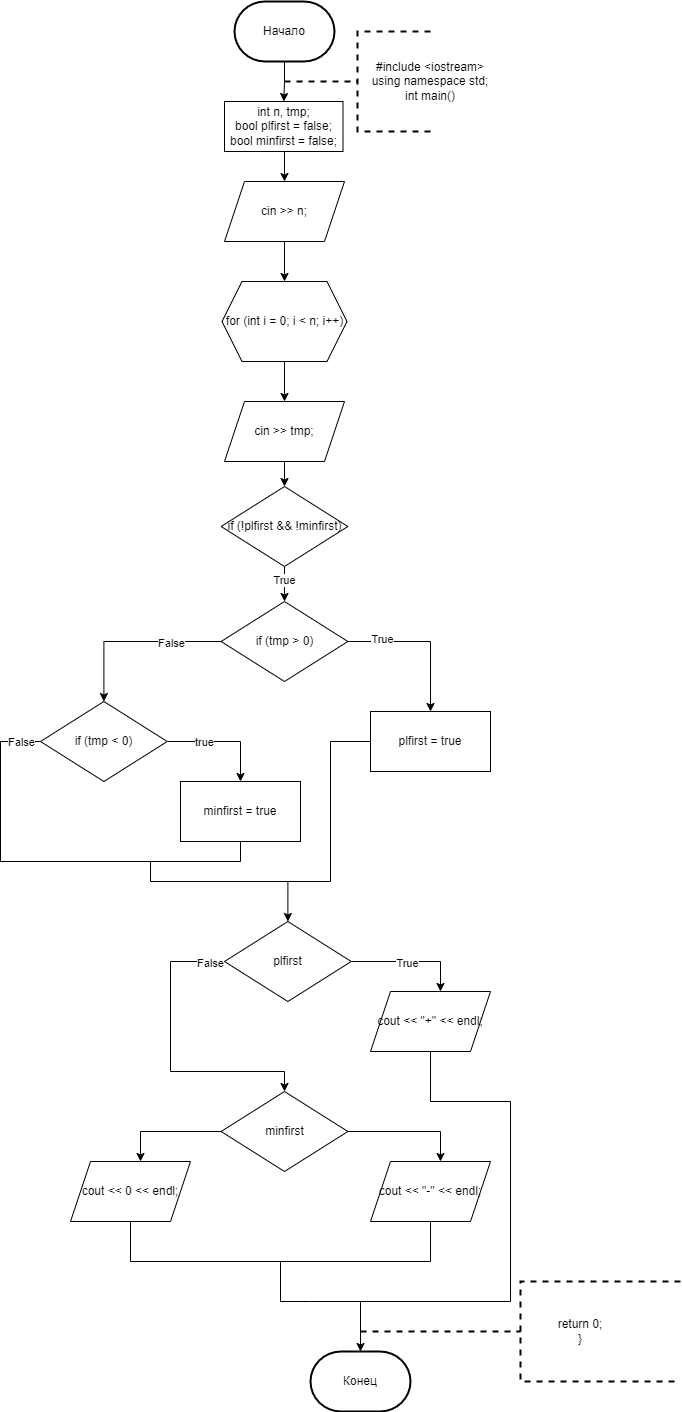 Начало
#include <iostream>
using namespace std;
int main()
int n, tmp;
bool plfirst = false;
bool minfirst = false;
cin >> n;
for (int i = 0; i < n; i++)
cin >> tmp;
if (!plfirst && !minfirst)
True
if (tmp > 0)
False
True
if (tmp < 0)
False
true
plfirst = true
minfirst = true
plfirst
False
True
cout << "+" << endl;
minfirst
cout << 0 << endl;
cout << "-" << endl;
return 0;
}
Конец